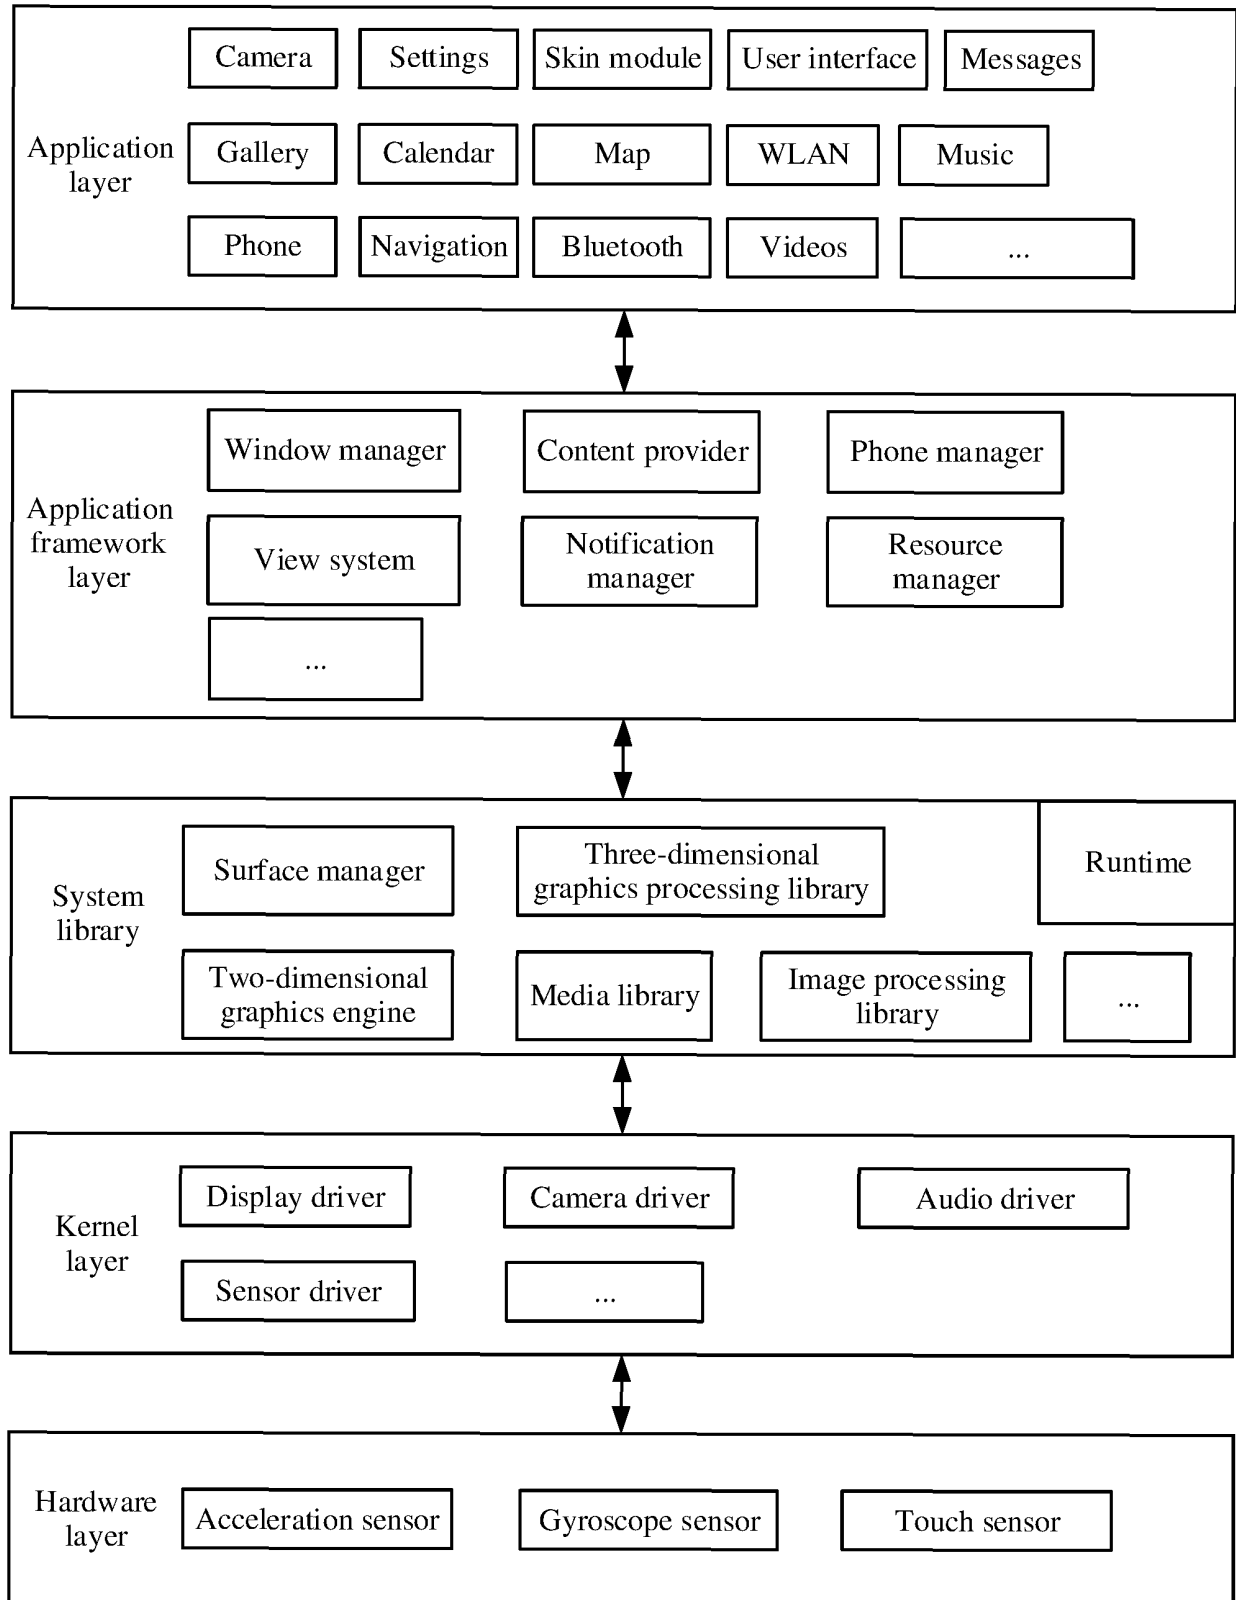 Camera
Settings
Skin module
User interface
Messages
Application
layer
Gallery
Calendar
Map
WLAN
Music
Phone
Navigation
Bluetooth
Videos
...
Window manager
Content provider
Phone manager
Application
framework
layer
View system
Notification
manager
Resource
manager
...
System
library
Surface manager
Three-dimensional
graphics processing library
Runtime
Two-dimensional
graphics engine
Media library
Image processing
library
...
Kernel
layer
Display driver
Camera driver
Audio driver
Sensor driver
...
Hardware
layer
Acceleration sensor
Gyroscope sensor
Touch sensor